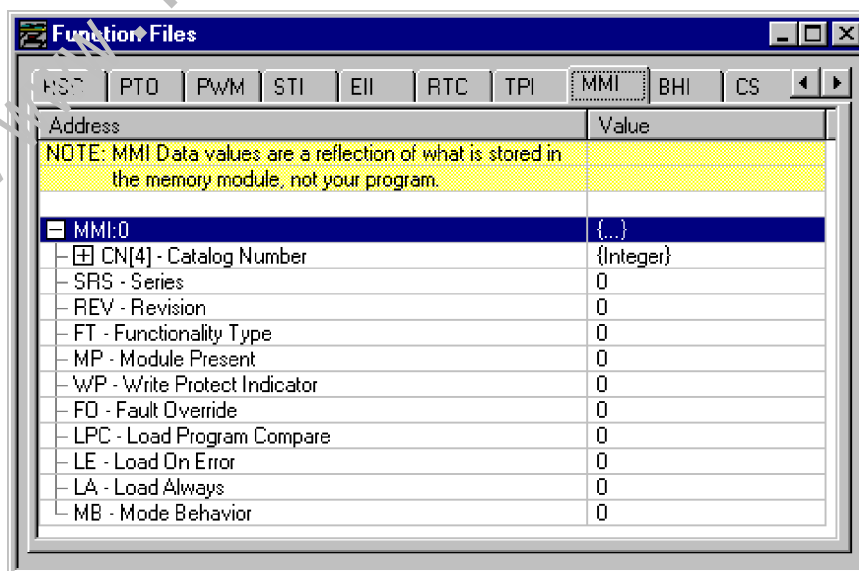 Function Files
HSC PTO PWM STI EII RTC TPI MMI BHI CS
Address Value
NOTE: MMI Data values are a reflection of what is stored in
the memory module, not your program.
MMI:0 {...}
CN[4] - Catalog Number {Integer}
SRS - Series 0
REV - Revision 0
FT - Functionality Type 0
MP - Module Present 0
WP - Write Protect Indicator 0
FO - Fault Override 0
LPC - Load Program Compare 0
LE - Load On Error 0
LA - Load Always 0
MB - Mode Behavior 0